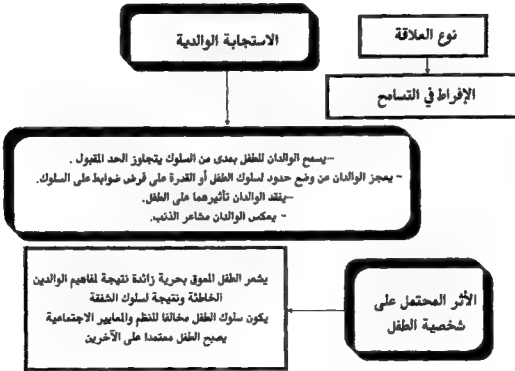 نوع العلاقة
الإفراط في التسامح
الاستجابة الوالدية
–يسمح الوالدان للطفل بمدى من السلوك يتجاوز الحد المقبول .
- يعجز الوالدان عن وضع حدود لسلوك الطفل أو القدرة على فرض ضوابط على السلوك.
–يفقد الوالدان تأثيرهما على الطفل.
- يعكس الوالدان مشاعر الذنب.
الأثر المحتمل على
شخصية الطفل
يشعر الطفل المعوق بحرية زائدة نتيجة لمفاهيم الوالدين
الخاطئة ونتيجة لسلوك الشفقة
يكون سلوك الطفل مخالفا للنظم والمعايير الاجتماعية
يصبح الطفل معتمدا على الآخرين